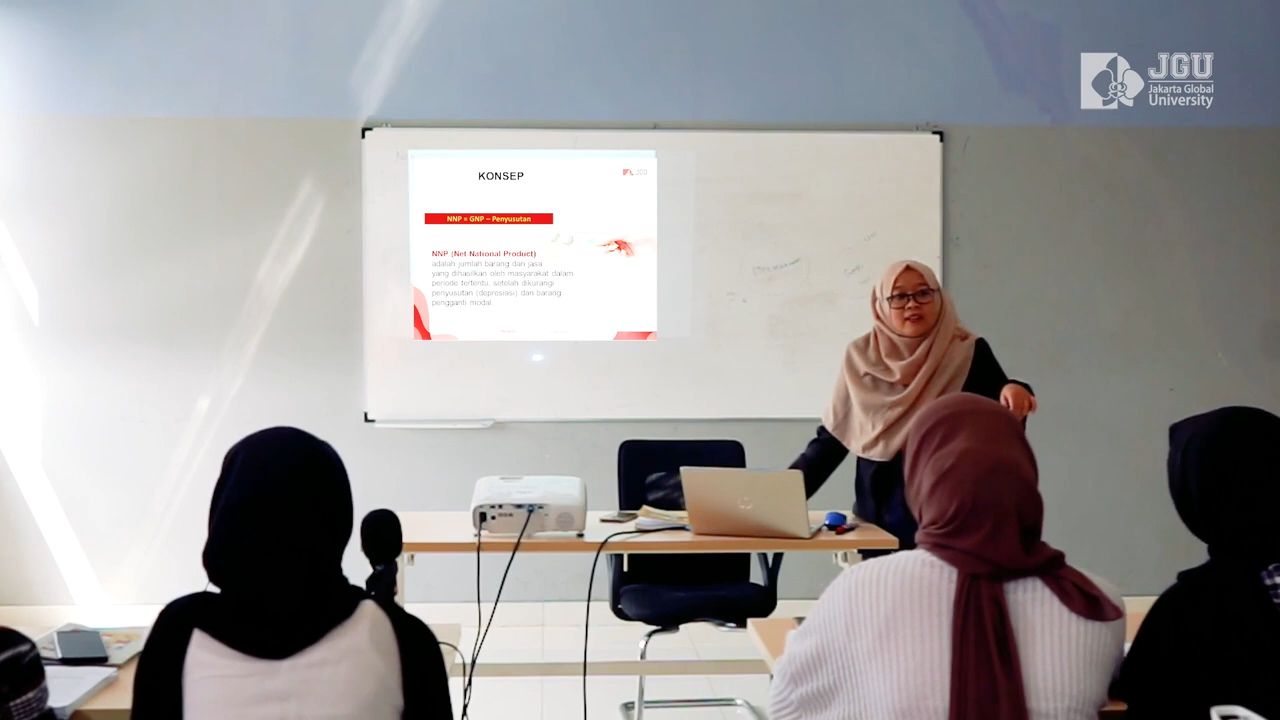 JGU
Jakarta Global
University
KONSEP
JGU
NNP = GNP – Penyusutan
NNP (Net National Product)
adalah jumlah barang dan jasa
yang dihasilkan oleh masyarakat dalam
periode tertentu, setelah dikurangi
penyusutan (depresiasi) dan barang
pengganti modal.